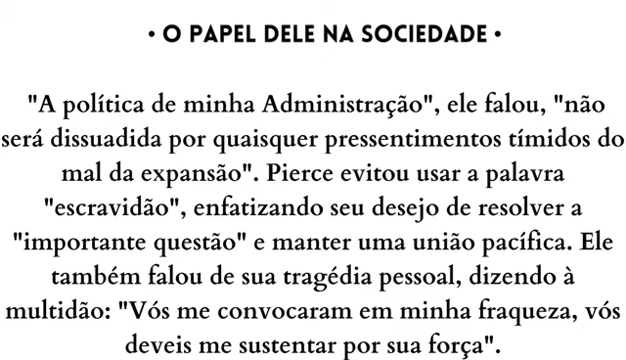 • O PAPEL DELE NA SOCIEDADE •
"A política de minha Administração", ele falou, "não
será dissuadida por quaisquer pressentimentos tímidos do
mal da expansão". Pierce evitou usar a palavra
"escravidão", enfatizando seu desejo de resolver a
"importante questão" e manter uma união pacífica. Ele
também falou de sua tragédia pessoal, dizendo à
multidão: "Vós me convocaram em minha fraqueza, vós
deveis me sustentar por sua força".